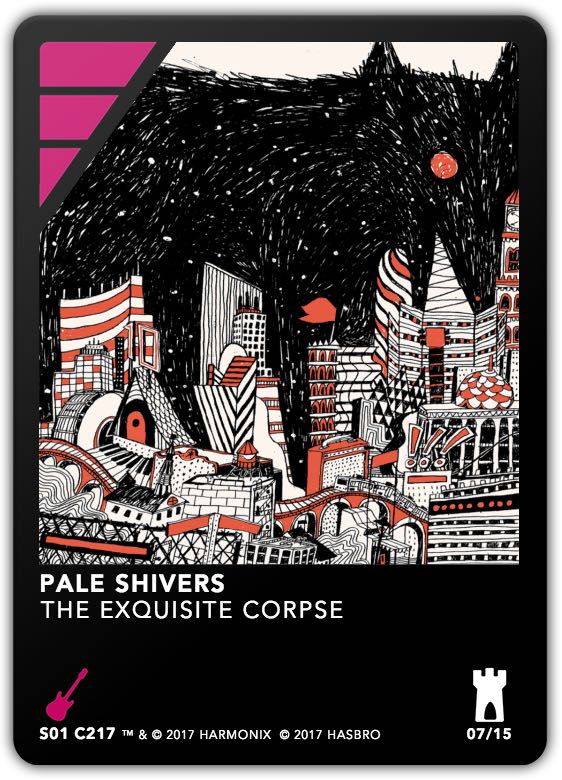 PALE SHIVERS
THE EXQUISITE CORPSE
S01 C217 ™ & © 2017 HARMONIX © 2017 HASBRO
07/15